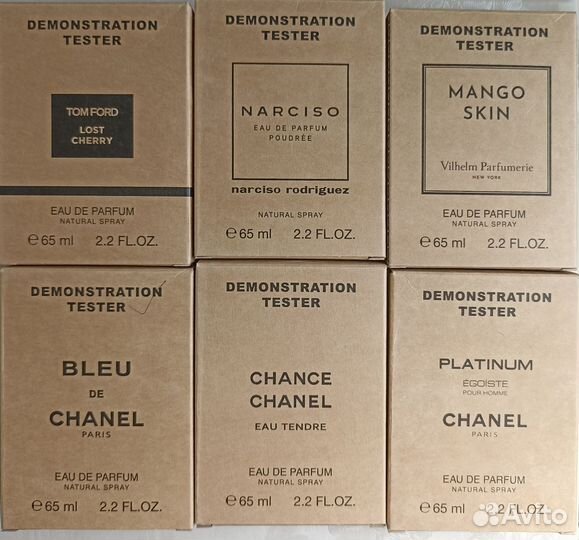 DEMONSTRATION
TESTER
TOM FORD
LOST
CHERRY
EAU DE PARFUM
NATURAL SPRAY
℮ 65 ml 2.2 FL.OZ.
DEMONSTRATION
TESTER
NARCISO
EAU DE PARFUM
POUDRÉE
narciso rodriguez
NATURAL SPRAY
℮ 65 ml 2.2 FL.OZ.
DEMONSTRATION
TESTER
MANGO
SKIN
Vilhelm Parfumerie
NEW YORK
EAU DE PARFUM
NATURAL SPRAY
℮ 65 ml 2.2 FL.OZ.
DEMONSTRATION
TESTER
BLEU
DE
CHANEL
PARIS
EAU DE PARFUM
NATURAL SPRAY
℮ 65 ml 2.2 FL.OZ.
DEMONSTRATION
TESTER
CHANCE
CHANEL
EAU TENDRE
EAU DE PARFUM
NATURAL SPRAY
℮ 65 ml 2.2 FL.OZ.
DEMONSTRATION
TESTER
PLATINUM
ÉGOÏSTE
POUR HOMME
CHANEL
PARIS
EAU DE PARFUM
NATURAL SPRAY
℮ 65 ml 2.2 FL.OZ.
Avito